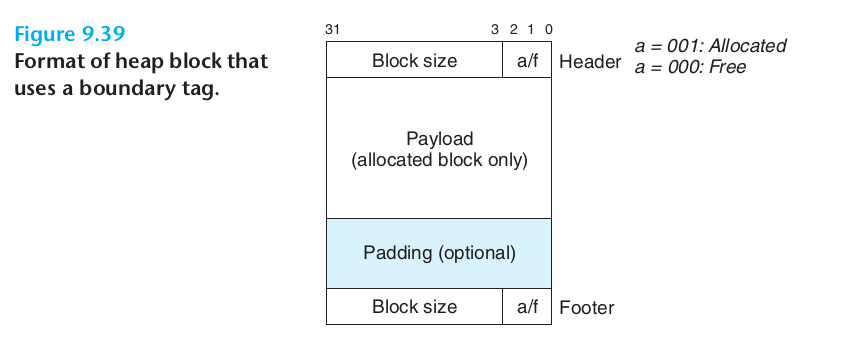 Figure 9.39
Format of heap block that
uses a boundary tag.
31 3 2 1 0
Block size a/f Header
a = 001: Allocated
a = 000: Free
Payload
(allocated block only)
Padding (optional)
Block size a/f Footer